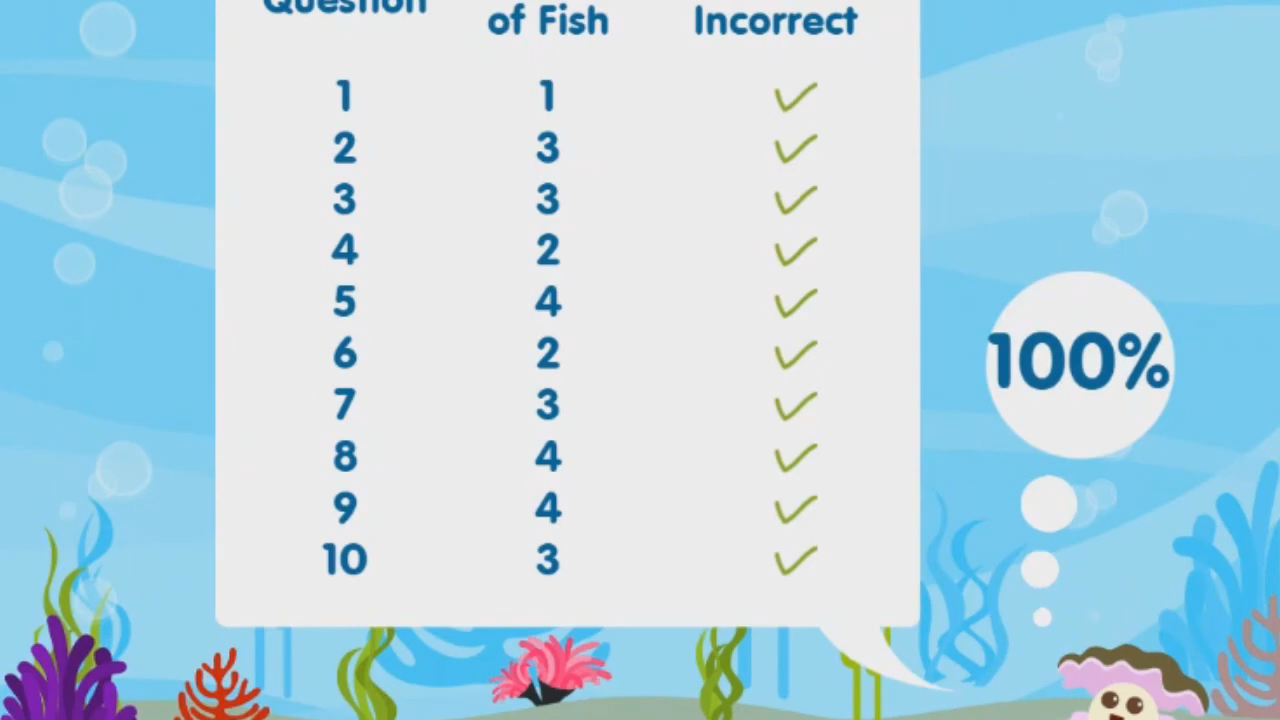 Question
of Fish Incorrect
1 1 ✓
2 3 ✓
3 3 ✓
4 2 ✓
5 4 ✓
6 2 ✓
7 3 ✓
8 4 ✓
9 4 ✓
10 3 ✓
100%